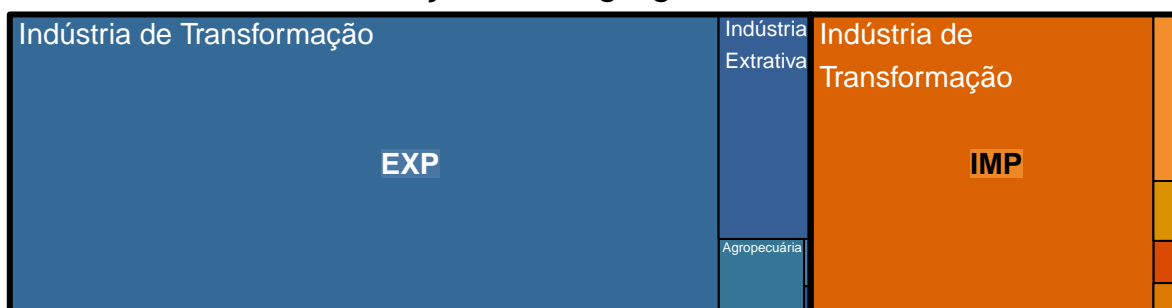 Indústria de Transformação
EXP
Indústria
Extrativa
Agropecuária
Indústria de
Transformação
IMP